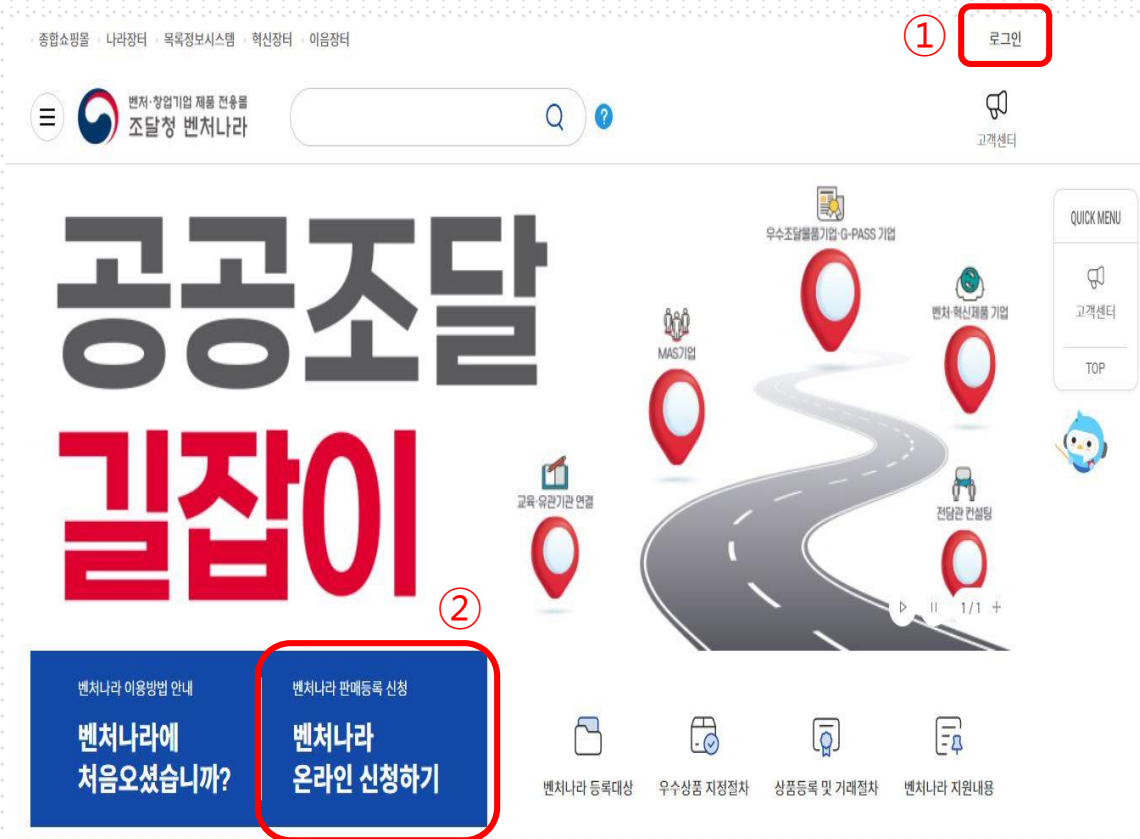 종합쇼핑몰 나라장터 목록정보시스템 혁신장터 이음장터
① 로그인
벤처·창업기업 제품 전용몰
조달청 벤처나라
?
고객센터
공공조달
길잡이
우수조달물품기업·G-PASS 기업
벤처·혁신제품 기업
MAS기업
교육·유관기관 연결
전담관 컨설팅
1/1 +
QUICK MENU
고객센터
TOP
②
벤처나라 이용방법 안내
벤처나라에
처음오셨습니까?
벤처나라 판매등록 신청
벤처나라
온라인 신청하기
벤처나라 등록대상
우수상품 지정절차
상품등록 및 거래절차
벤처나라 지원내용